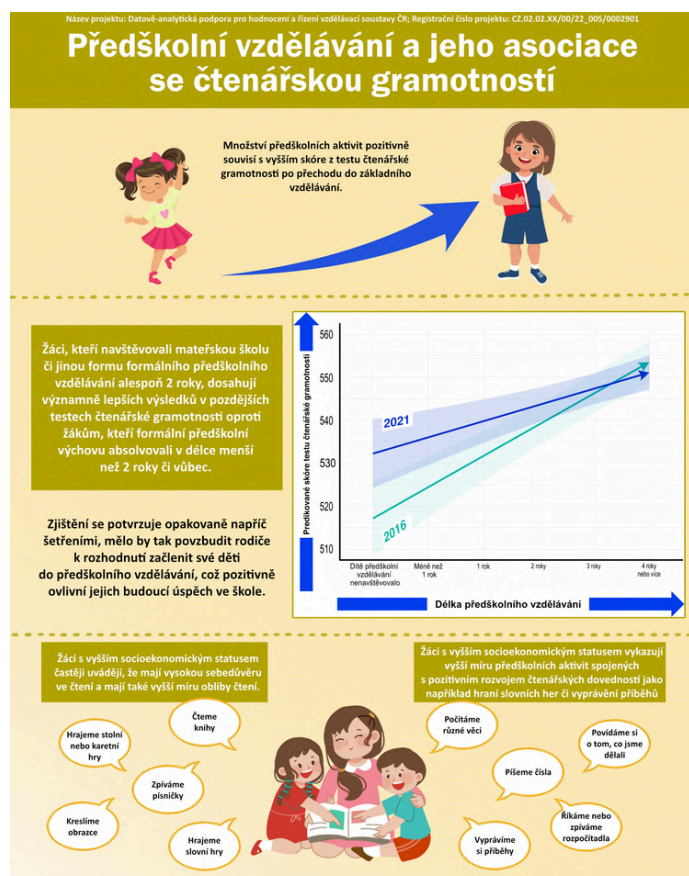 Název projektu: Datově-analytická podpora pro hodnocení a řízení vzdělávací soustavy ČR; Registrační číslo projektu: CZ.02.02.XX/00/22_005/0002901
Předškolní vzdělávání a jeho asociace
se čtenářskou gramotností
Množství předškolních aktivit pozitivně
souvisí s vyšším skóre z testu čtenářské
gramotnosti po přechodu do základního
vzdělávání.
Žáci, kteří navštěvovali mateřskou školu
či jinou formu formálního předškolního
vzdělávání alespoň 2 roky, dosahují
významně lepších výsledků v pozdějších
testech čtenářské gramotnosti oproti
žákům, kteří formální předškolní
výchovu absolvovali v délce menší
než 2 roky či vůbec.
Zjištění se potvrzuje opakovaně napříč
šetřeními, mělo by tak povzbudit rodiče
k rozhodnutí začlenit své děti
do předškolního vzdělávání, což pozitivně
ovlivní jejich budoucí úspěch ve škole.
Predikované skóre testu čtenářské gramotnosti
560
550
540
530
520
510
2021
2016
Dítě předškolní
vzdělávání
nenavštěvovalo
Méně než
1 rok
1 rok
2 roky
3 roky
4 roky
nebo více
Délka předškolního vzdělávání
Žáci s vyšším socioekonomickým statusem
častěji uvádějí, že mají vysokou sebedůvěru
ve čtení a mají také vyšší míru obliby čtení.
Žáci s vyšším socioekonomickým statusem vykazují
vyšší míru předškolních aktivit spojených
s pozitivním rozvojem čtenářských dovedností jako
například hraní slovních her či vyprávění příběhů
Čteme
knihy
Hrajeme stolní
nebo karetní
hry
Zpíváme
písničky
Kreslíme
obrazce
Hrajeme
slovní hry
Počítáme
různé věci
Povídáme si
o tom, co jsme
dělali
Píšeme čísla
Říkáme nebo
zpíváme
rozpočítadla
Vyprávíme
si příběhy